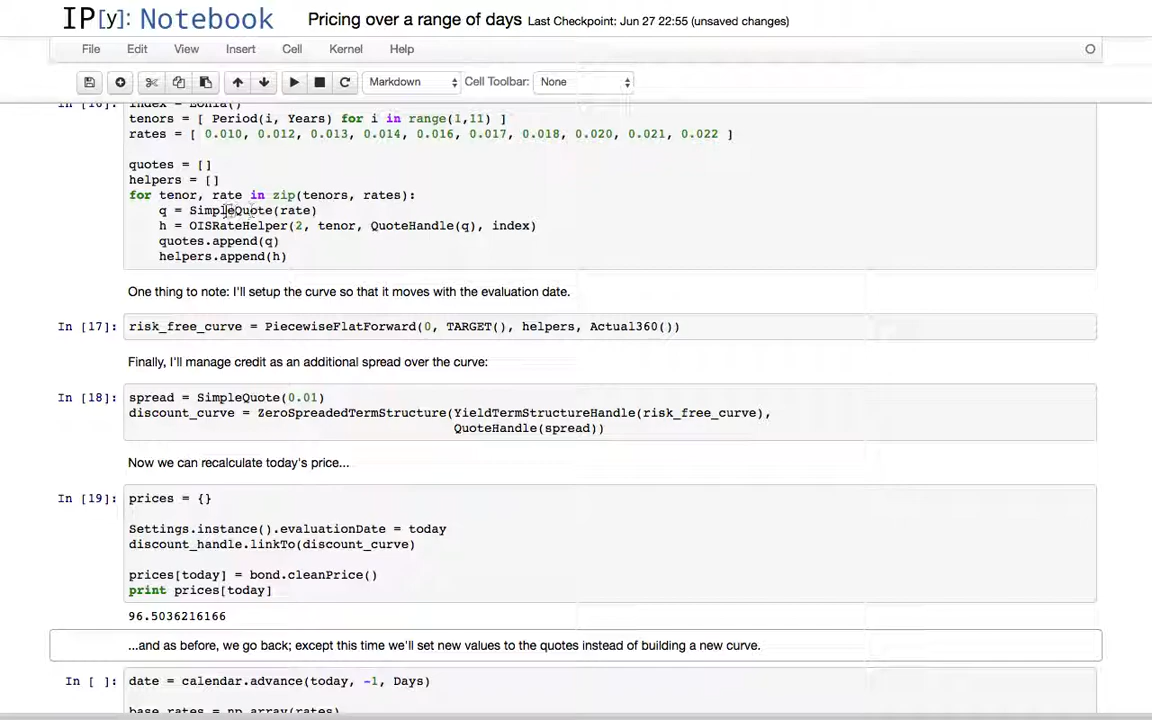 IP[y]: Notebook Pricing over a range of days Last Checkpoint: Jun 27 22:55 (unsaved changes)
File Edit View Insert Cell Kernel Help
Markdown Cell Toolbar: None
In [16]: index = Eonia()
tenors = [ Period(i, Years) for i in range(1,11) ]
rates = [ 0.010, 0.012, 0.013, 0.014, 0.016, 0.017, 0.018, 0.020, 0.021, 0.022 ]
quotes = []
helpers = []
for tenor, rate in zip(tenors, rates):
q = SimpleQuote(rate)
h = OISRateHelper(2, tenor, QuoteHandle(q), index)
quotes.append(q)
helpers.append(h)
One thing to note: I'll setup the curve so that it moves with the evaluation date.
In [17]: risk_free_curve = PiecewiseFlatForward(0, TARGET(), helpers, Actual360())
Finally, I'll manage credit as an additional spread over the curve:
In [18]: spread = SimpleQuote(0.01)
discount_curve = ZeroSpreadedTermStructure(YieldTermStructureHandle(risk_free_curve),
QuoteHandle(spread))
Now we can recalculate today's price...
In [19]: prices = {}
Settings.instance().evaluationDate = today
discount_handle.linkTo(discount_curve)
prices[today] = bond.cleanPrice()
print prices[today]
96.5036216166
...and as before, we go back; except this time we'll set new values to the quotes instead of building a new curve.
In [ ]: date = calendar.advance(today, -1, Days)
base_rates = np.array(rates)